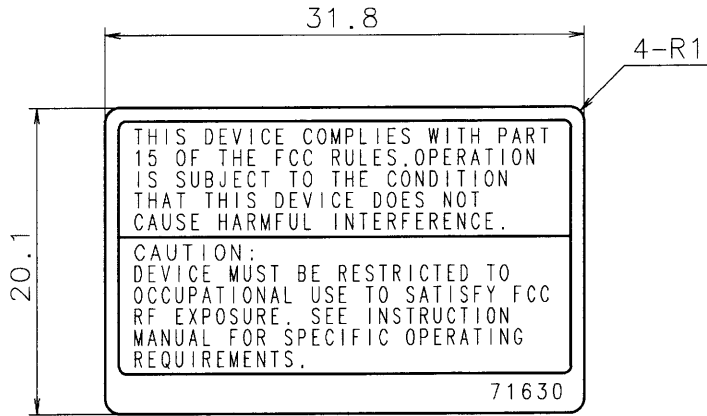 31.8
4-R1
20.1
THIS DEVICE COMPLIES WITH PART
15 OF THE FCC RULES.OPERATION
IS SUBJECT TO THE CONDITION
THAT THIS DEVICE DOES NOT
CAUSE HARMFUL INTERFERENCE.
CAUTION:
DEVICE MUST BE RESTRICTED TO
OCCUPATIONAL USE TO SATISFY FCC
RF EXPOSURE. SEE INSTRUCTION
MANUAL FOR SPECIFIC OPERATING
REQUIREMENTS.
71630